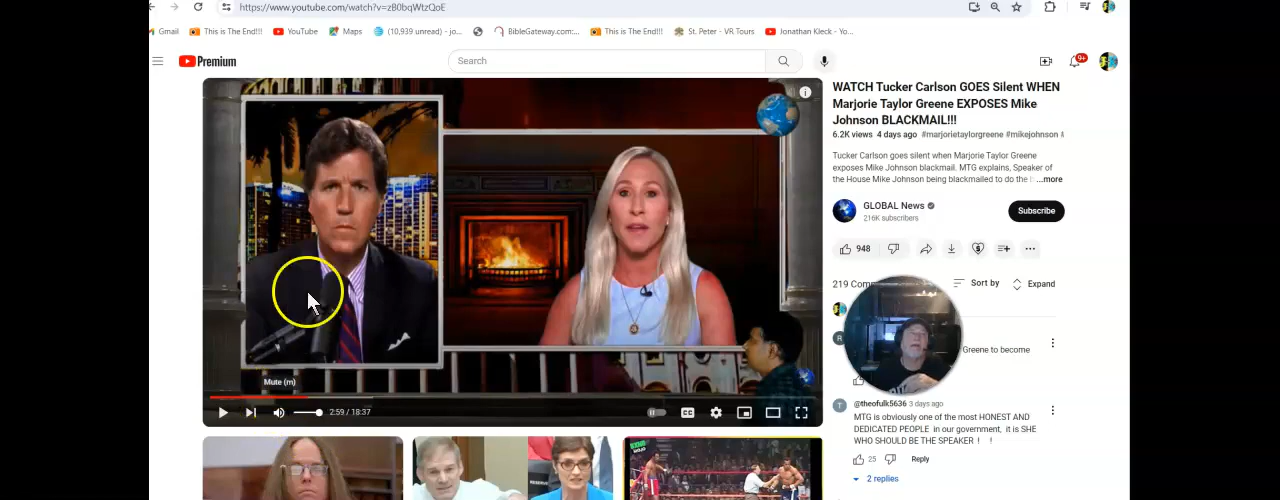 https://www.youtube.com/watch?v=zB0bqWtzQoE
Gmail
This is The End!!!
YouTube
Maps
(10,939 unread) - jo...
BibleGateway.com:...
This is The End!!!
St. Peter - VR Tours
Jonathan Kleck - Yo...
Premium
Search
9+
WATCH Tucker Carlson GOES Silent WHEN
Marjorie Taylor Greene EXPOSES Mike
Johnson BLACKMAIL!!!
6.2K views 4 days ago #marjorietaylorgreene #mikejohnson #
Tucker Carlson goes silent when Marjorie Taylor Greene
exposes Mike Johnson blackmail. MTG explains, Speaker of
the House Mike Johnson being blackmailed to do the ...more
GLOBAL News
216K subscribers
Subscribe
948
219 Com
Sort by
Expand
Greene to become
Mute (m)
2:59 / 18:37
CC
@theofulk5636 3 days ago
MTG is obviously one of the most HONEST AND
DEDICATED PEOPLE in our government, it is SHE
WHO SHOULD BE THE SPEAKER ! !
25
Reply
2 replies